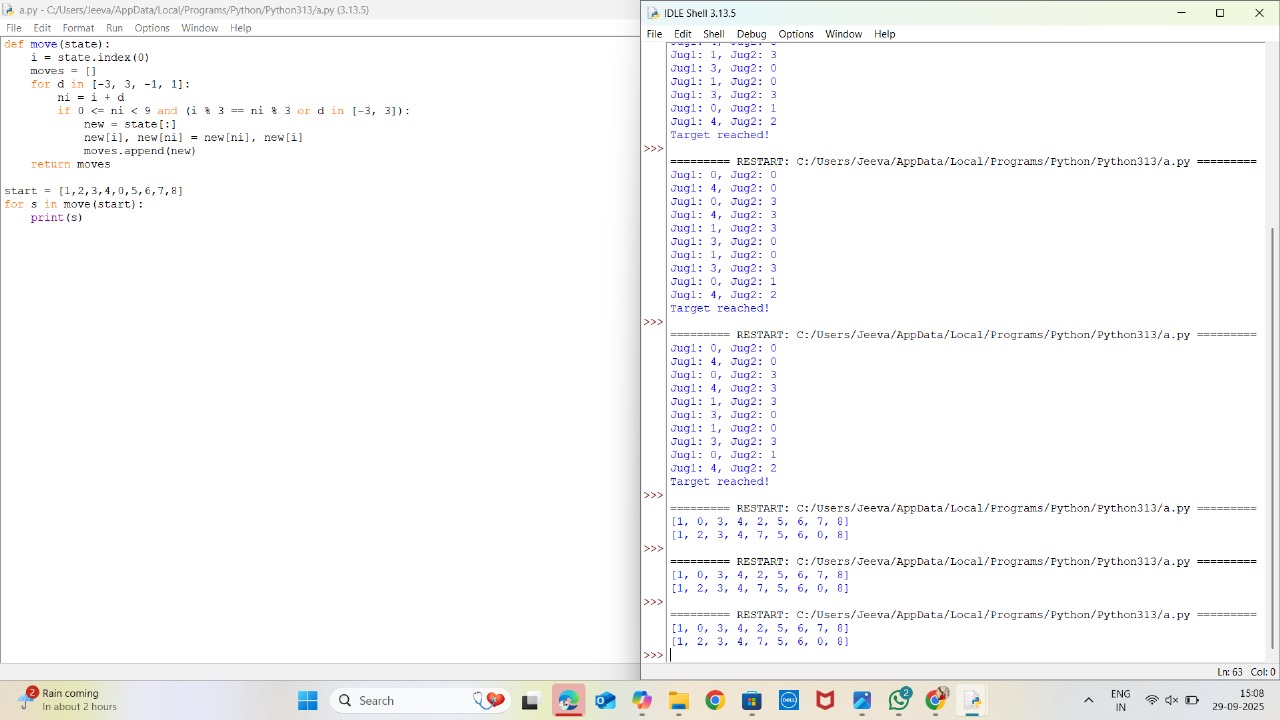 a.py - C:/Users/Jeeva/AppData/Local/Programs/Python/Python313/a.py (3.13.5)
File Edit Format Run Options Window Help
def move(state):
    i = state.index(0)
    moves = []
    for d in [-3, 3, -1, 1]:
        ni = i + d
        if 0 <= ni < 9 and (i % 3 == ni % 3 or d in [-3, 3]):
            new = state[:]
            new[i], new[ni] = new[ni], new[i]
            moves.append(new)
    return moves
start = [1,2,3,4,0,5,6,7,8]
for s in move(start):
    print(s)
IDLE Shell 3.13.5
File Edit Shell Debug Options Window Help
Jug1: 1, Jug2: 3
Jug1: 3, Jug2: 0
Jug1: 1, Jug2: 0
Jug1: 3, Jug2: 3
Jug1: 0, Jug2: 1
Jug1: 4, Jug2: 2
Target reached!
>>>
========= RESTART: C:/Users/Jeeva/AppData/Local/Programs/Python/Python313/a.py =========
Jug1: 0, Jug2: 0
Jug1: 4, Jug2: 0
Jug1: 0, Jug2: 3
Jug1: 4, Jug2: 3
Jug1: 1, Jug2: 3
Jug1: 3, Jug2: 0
Jug1: 1, Jug2: 0
Jug1: 3, Jug2: 3
Jug1: 0, Jug2: 1
Jug1: 4, Jug2: 2
Target reached!
>>>
========= RESTART: C:/Users/Jeeva/AppData/Local/Programs/Python/Python313/a.py =========
Jug1: 0, Jug2: 0
Jug1: 4, Jug2: 0
Jug1: 0, Jug2: 3
Jug1: 4, Jug2: 3
Jug1: 1, Jug2: 3
Jug1: 3, Jug2: 0
Jug1: 1, Jug2: 0
Jug1: 3, Jug2: 3
Jug1: 0, Jug2: 1
Jug1: 4, Jug2: 2
Target reached!
>>>
========= RESTART: C:/Users/Jeeva/AppData/Local/Programs/Python/Python313/a.py =========
[1, 0, 3, 4, 2, 5, 6, 7, 8]
[1, 2, 3, 4, 7, 5, 6, 0, 8]
>>>
========= RESTART: C:/Users/Jeeva/AppData/Local/Programs/Python/Python313/a.py =========
[1, 0, 3, 4, 2, 5, 6, 7, 8]
[1, 2, 3, 4, 7, 5, 6, 0, 8]
>>>
========= RESTART: C:/Users/Jeeva/AppData/Local/Programs/Python/Python313/a.py =========
[1, 0, 3, 4, 2, 5, 6, 7, 8]
[1, 2, 3, 4, 7, 5, 6, 0, 8]
>>>
Ln: 63 Col: 0
2
Rain coming
In about 2.5 hours
Search
DELL
2
ENG
IN
15:08
29-09-2025